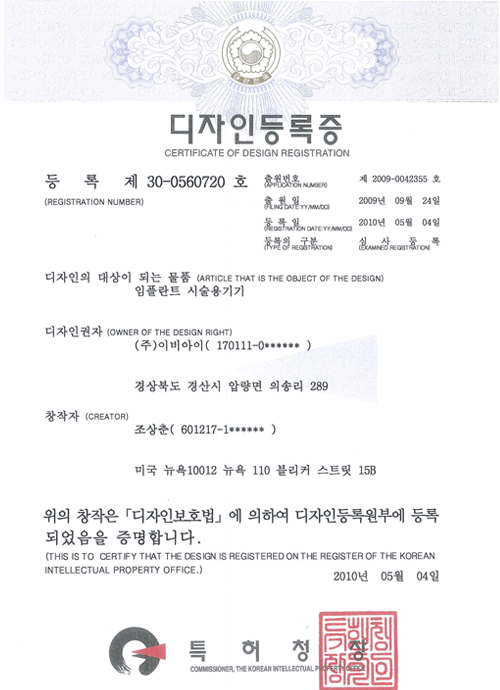 대한민국
디자인등록증
CERTIFICATE OF DESIGN REGISTRATION
등 록 제 30-0560720 호
(REGISTRATION NUMBER)
출원번호 제 2009-0042355 호
(APPLICATION NUMBER)
출 원 일 2009년 09월 24일
(FILING DATE:YY/MM/DD)
등 록 일 2010년 05월 04일
(REGISTRATION DATE:YY/MM/DD)
등록의 구분 심 사 등 록
(TYPE OF REGISTRATION) (EXAMINED REGISTRATION)
디자인의 대상이 되는 물품 (ARTICLE THAT IS THE OBJECT OF THE DESIGN)
임플란트 시술용기기
디자인권자 (OWNER OF THE DESIGN RIGHT)
(주)이비아이( 170111-0****** )
경상북도 경산시 압량면 의송리 289
창작자 (CREATOR)
조상춘( 601217-1****** )
미국 뉴욕10012 뉴욕 110 블리커 스트릿 15B
위의 창작은「디자인보호법」에 의하여 디자인등록원부에 등록
되었음을 증명합니다.
(THIS IS TO CERTIFY THAT THE DESIGN IS REGISTERED ON THE REGISTER OF THE KOREAN
INTELLECTUAL PROPERTY OFFICE.)
2010년 05월 04일
특 허 청 장
COMMISSIONER, THE KOREAN INTELLECTUAL PROPERTY OFFICE